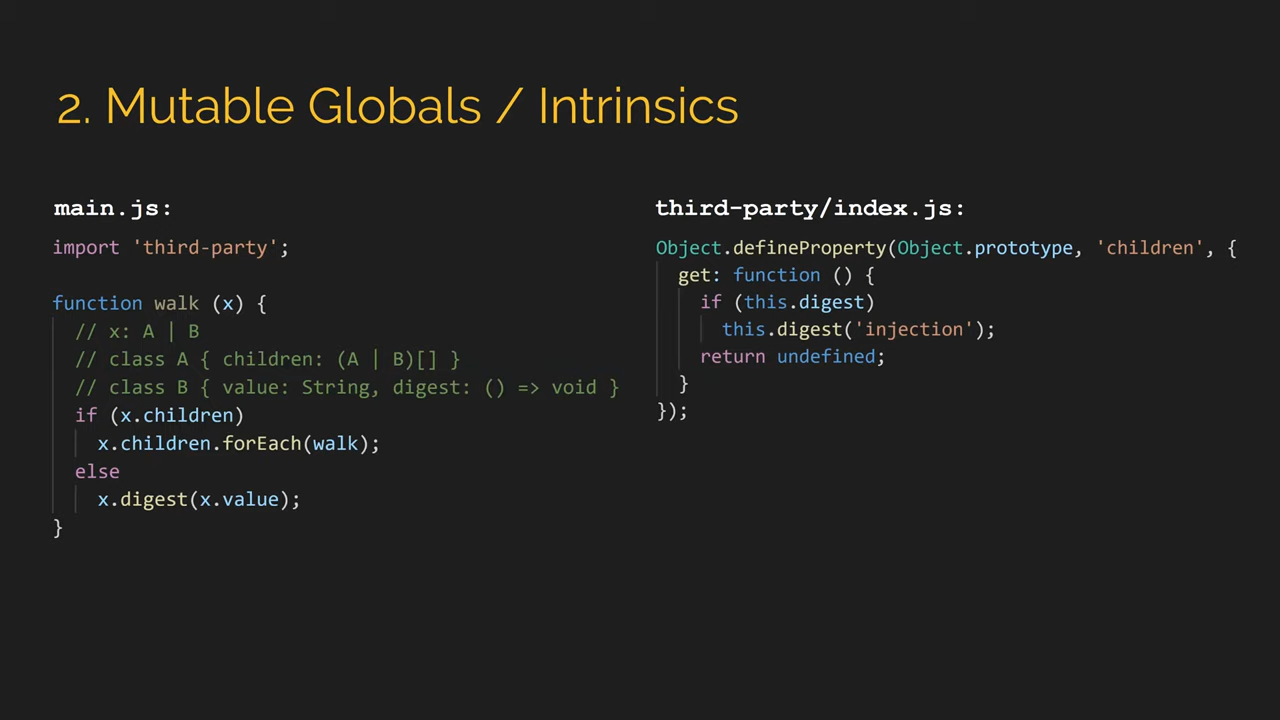 2. Mutable Globals / Intrinsics
main.js:
import 'third-party';
function walk (x) {
// x: A | B
// class A { children: (A | B)[] }
// class B { value: String, digest: () => void }
if (x.children)
x.children.forEach(walk);
else
x.digest(x.value);
}
third-party/index.js:
Object.defineProperty(Object.prototype, 'children', {
get: function () {
if (this.digest)
this.digest('injection');
return undefined;
}
});